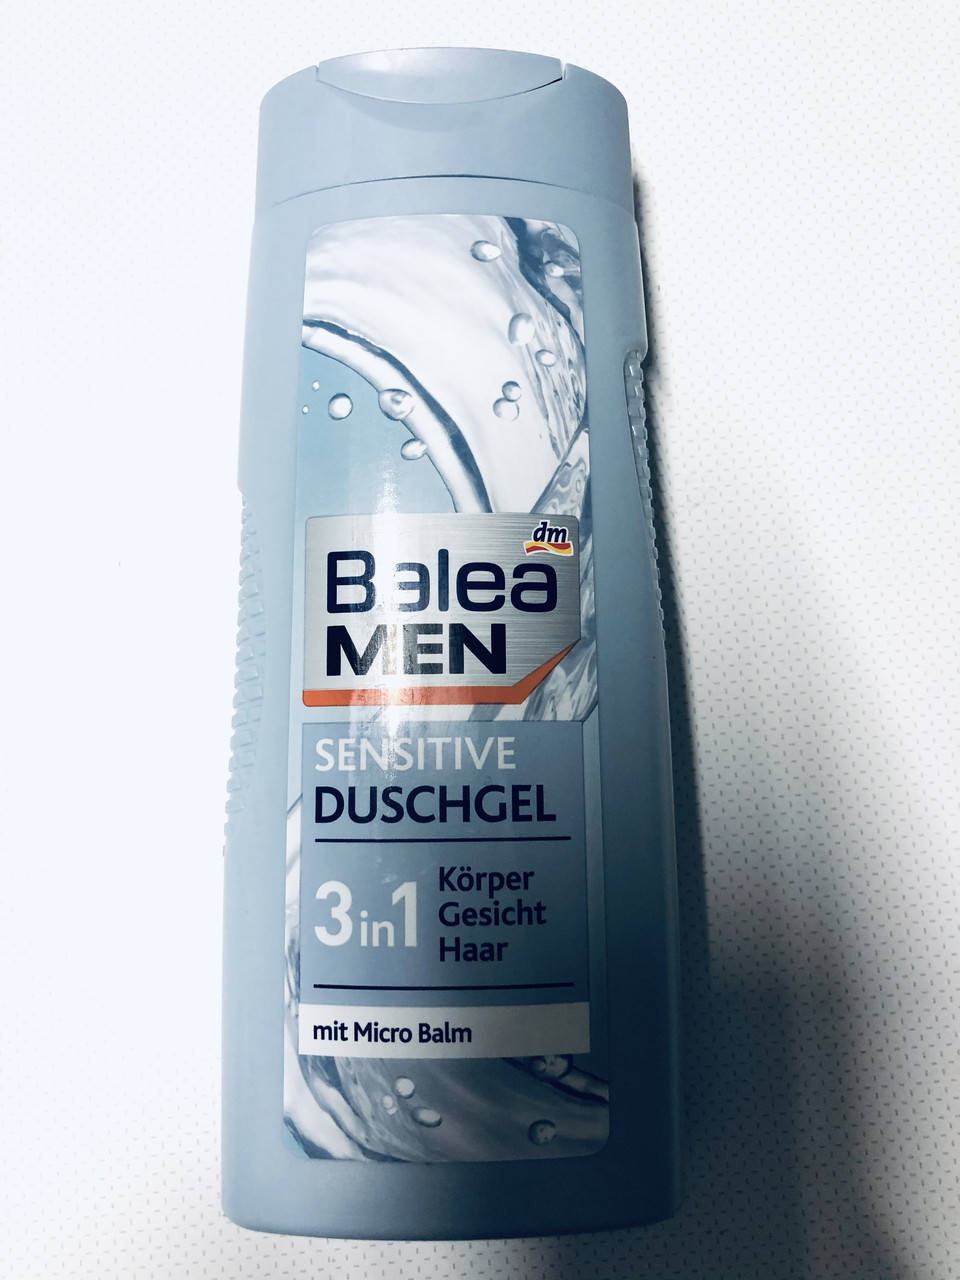 dm
Balea
MEN
SENSITIVE
DUSCHGEL
3in1
Körper
Gesicht
Haar
mit Micro Balm